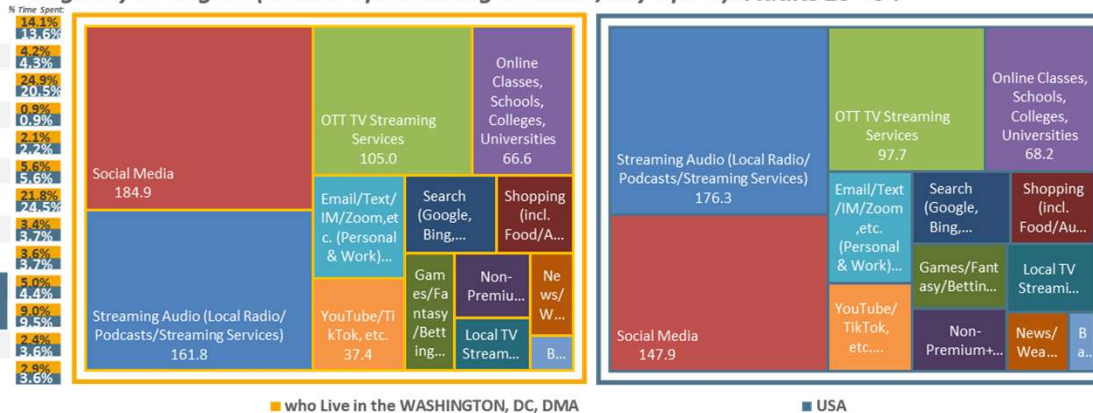 % Time Spent:
14.1%
13.6%
4.2%
4.3%
24.9%
20.5%
0.9%
0.9%
2.1%
2.2%
5.6%
5.6%
21.8%
24.5%
3.4%
3.7%
3.6%
3.7%
5.0%
4.4%
9.0%
9.5%
2.4%
3.6%
2.9%
3.6%
Social Media
184.9
Streaming Audio (Local Radio/
Podcasts/Streaming Services)
161.8
OTT TV Streaming
Services
105.0
Online
Classes,
Schools,
Colleges,
Universities
66.6
Email/Text/
IM/Zoom,et
c. (Personal
& Work)...
Search
(Google,
Bing,...
Shopping
(incl.
Food/A...
YouTube/Ti
kTok, etc.
37.4
Gam
es/Fa
ntasy
/Bett
ing...
Non-
Premiu...
Local TV
Stream...
Ne
ws/
W...
B...
Streaming Audio (Local Radio/
Podcasts/Streaming Services)
176.3
Social Media
147.9
OTT TV Streaming
Services
97.7
Online Classes,
Schools,
Colleges,
Universities
68.2
Email/Text
/IM/Zoom
,etc.
(Personal
& Work)...
Search
(Google,
Bing,...
Shopping
(incl.
Food/Au...
YouTube/
TikTok,
etc....
Games/Fant
asy/Bettin...
Local TV
Streami...
Non-
Premium+...
News/
Wea...
B
a...
who Live in the WASHINGTON, DC, DMA
USA